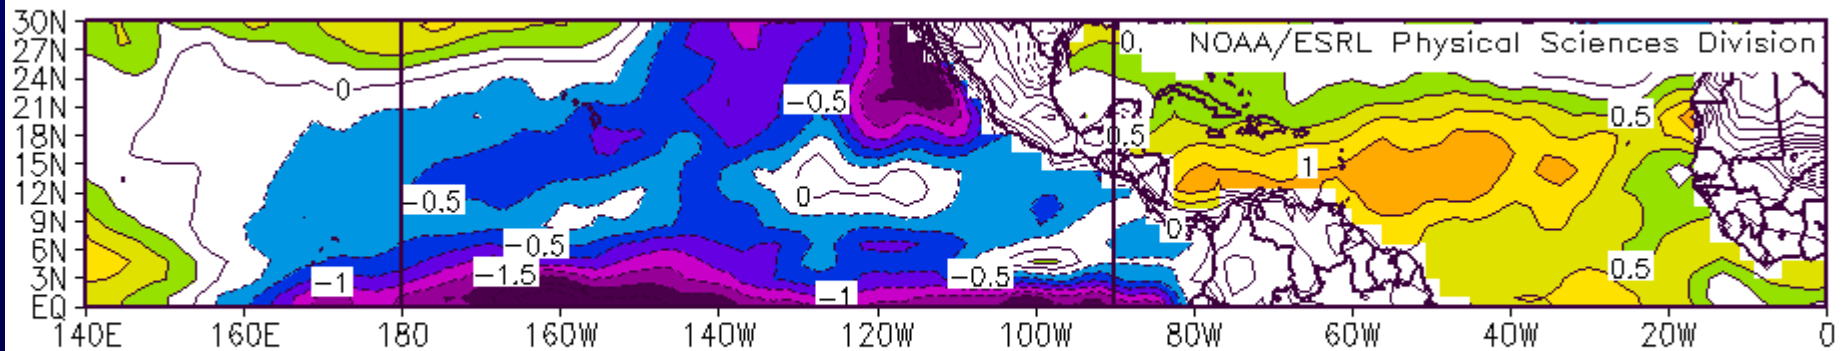 30N
27N
24N
21N
18N
15N
12N
9N
6N
3N
EQ
NOAA/ESRL Physical Sciences Division
0.
0
-0.5
0.5
0.5
1
0
-0.5
0
-0.5
-0.5
-1.5
-1
-1
0.5
140E 160E 180 160W 140W 120W 100W 80W 60W 40W 20W 0